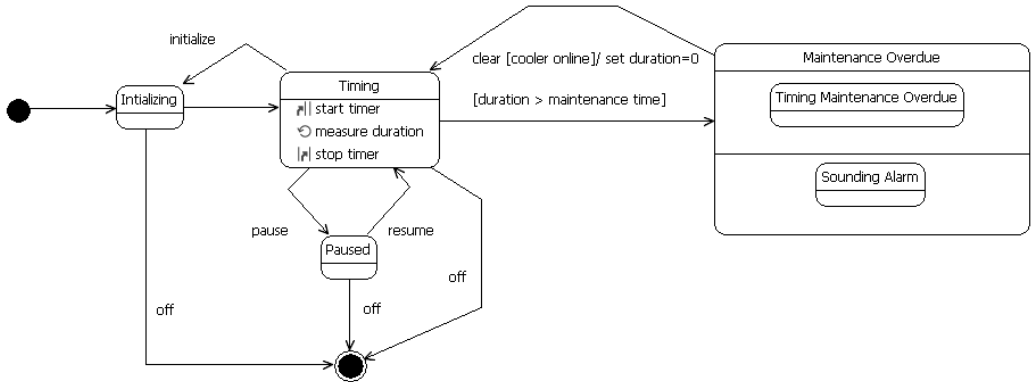 initialize
Timing
clear [cooler online]/ set duration=0
Maintenance Overdue
Intializing
start timer
[duration > maintenance time]
Timing Maintenance Overdue
measure duration
stop timer
Sounding Alarm
pause
resume
Paused
off
off
off